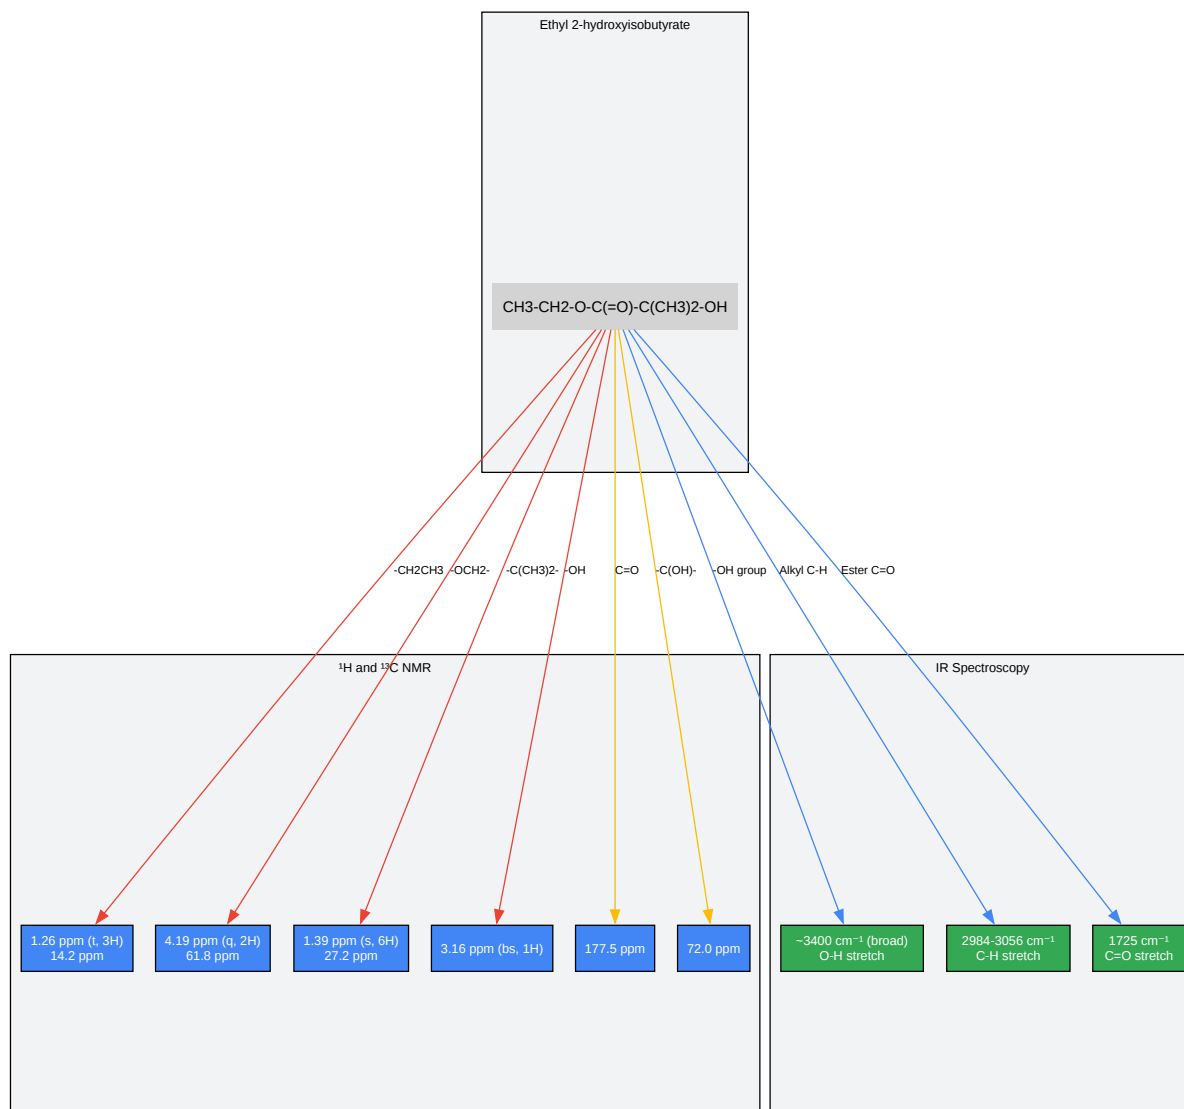 Ethyl 2-hydroxyisobutyrate
CH3-CH2-O-C(=O)-C(CH3)2-OH
-CH2CH3
-OCH2-
-C(CH3)2-
-OH
C=O
-C(OH)-
-OH group
Alkyl C-H
Ester C=O
¹H and ¹³C NMR
IR Spectroscopy
1.26 ppm (t, 3H)
14.2 ppm
4.19 ppm (q, 2H)
61.8 ppm
1.39 ppm (s, 6H)
27.2 ppm
3.16 ppm (bs, 1H)
177.5 ppm
72.0 ppm
~3400 cm⁻¹ (broad)
O-H stretch
2984-3056 cm⁻¹
C-H stretch
1725 cm⁻¹
C=O stretch